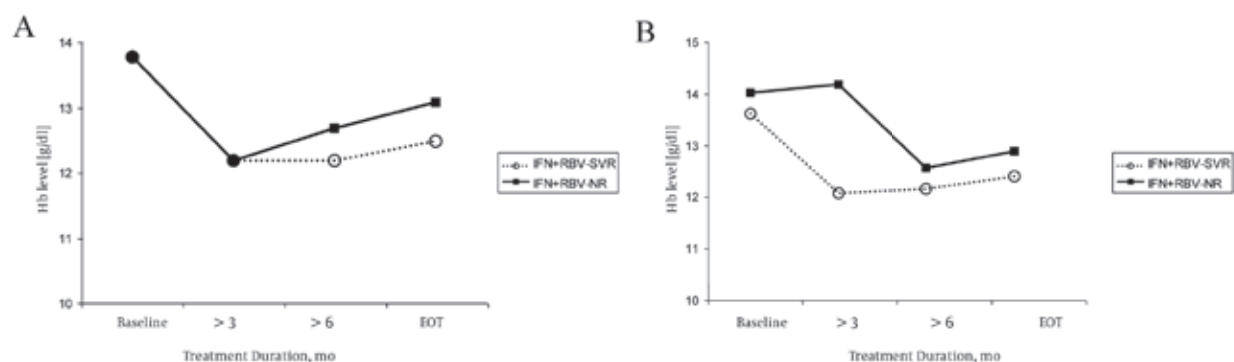 A
14
13
12
11
10
Hb level [g/dl]
Baseline
> 3
> 6
EOT
Treatment Duration, mo
IFN+RBV-SVR
IFN+RBV-NR
B
15
14
13
12
11
10
Hb level [g/dl]
Baseline
> 3
> 6
EOT
Treatment Duration, mo
IFN+RBV-SVR
IFN+RBV-NR